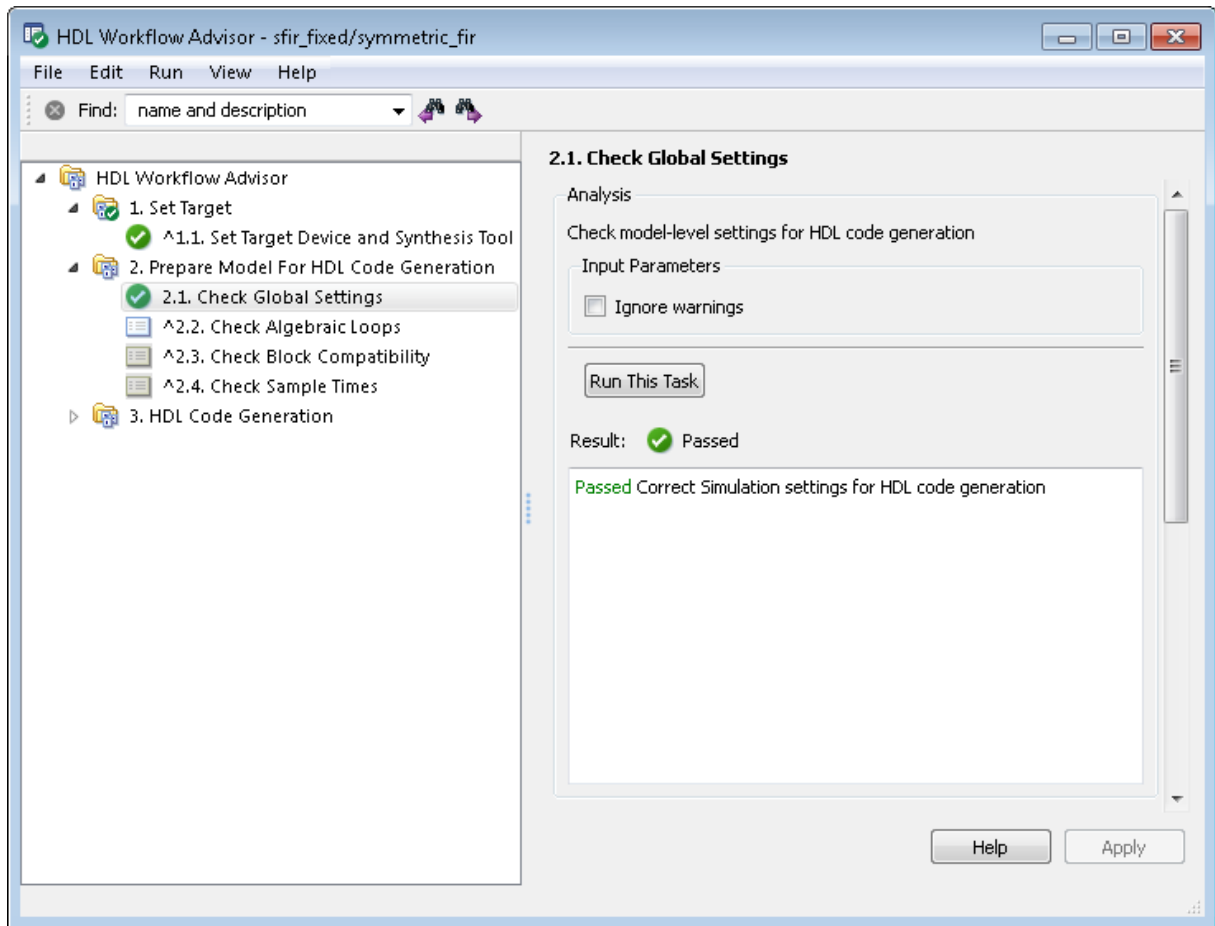 HDL Workflow Advisor - sfir_fixed/symmetric_fir
File Edit Run View Help
Find: name and description
HDL Workflow Advisor
1. Set Target
^1.1. Set Target Device and Synthesis Tool
2. Prepare Model For HDL Code Generation
2.1. Check Global Settings
^2.2. Check Algebraic Loops
^2.3. Check Block Compatibility
^2.4. Check Sample Times
3. HDL Code Generation
2.1. Check Global Settings
Analysis
Check model-level settings for HDL code generation
Input Parameters
Ignore warnings
Run This Task
Result: Passed
Passed Correct Simulation settings for HDL code generation
Help Apply